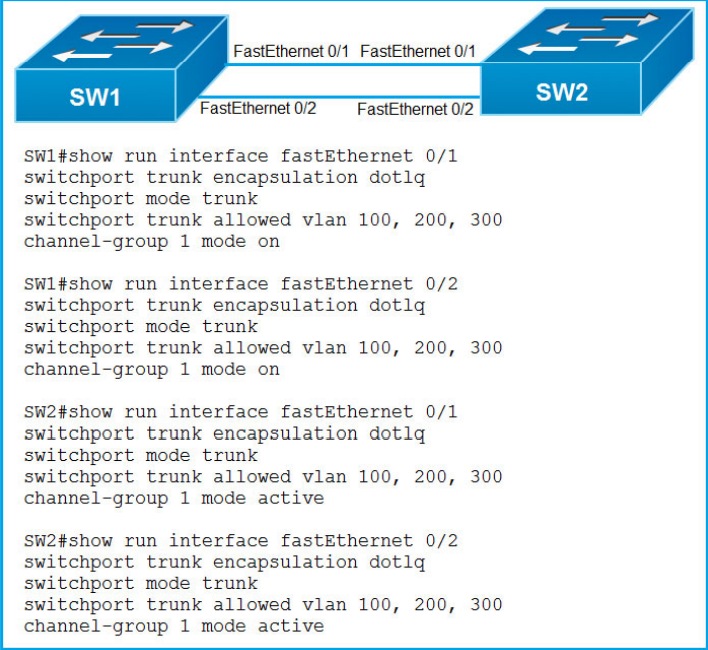 FastEthernet 0/1 FastEthernet 0/1
SW1
SW2
FastEthernet 0/2 FastEthernet 0/2
SW1#show run interface fastEthernet 0/1
switchport trunk encapsulation dotlq
switchport mode trunk
switchport trunk allowed vlan 100, 200, 300
channel-group 1 mode on
SW1#show run interface fastEthernet 0/2
switchport trunk encapsulation dotlq
switchport mode trunk
switchport trunk allowed vlan 100, 200, 300
channel-group 1 mode on
SW2#show run interface fastEthernet 0/1
switchport trunk encapsulation dotlq
switchport mode trunk
switchport trunk allowed vlan 100, 200, 300
channel-group 1 mode active
SW2#show run interface fastEthernet 0/2
switchport trunk encapsulation dotlq
switchport mode trunk
switchport trunk allowed vlan 100, 200, 300
channel-group 1 mode active